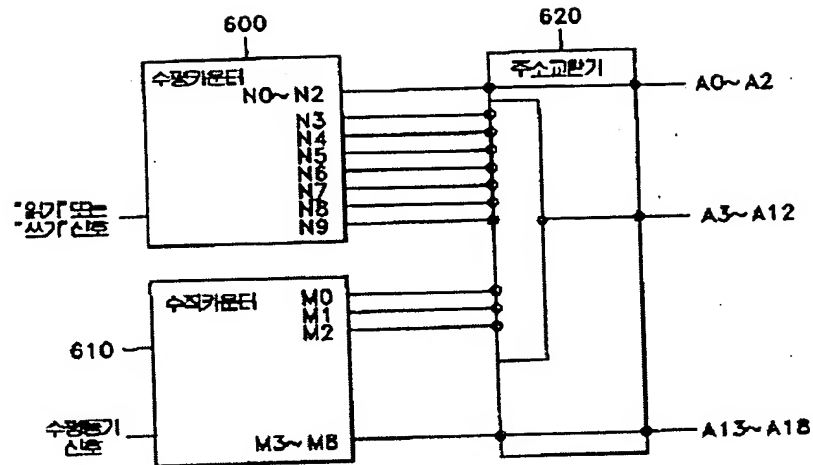 600
620
수평카운터
주소교환기
N0~N2
A0~A2
N3
N4
N5
N6
N7
N8
N9
"읽기" 또는
"쓰기" 신호
A3~A12
수직카운터
M0
M1
M2
610
수평동기
신호
M3~M8
A13~A18